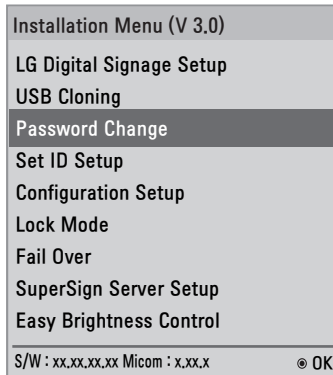 Installation Menu (V 3.0)
LG Digital Signage Setup
USB Cloning
Password Change
Set ID Setup
Configuration Setup
Lock Mode
Fail Over
SuperSign Server Setup
Easy Brightness Control
S/W : xx.xx.xx.xx Micom : x.xx.x ◉ OK